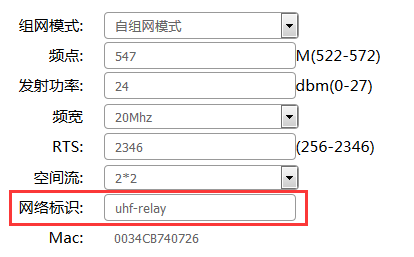 组网模式: 自组网模式
频点: 547 M(522-572)
发射功率: 24 dbm(0-27)
频宽 20Mhz
RTS: 2346 (256-2346)
空间流: 2*2
网络标识: uhf-relay
Mac: 0034CB740726